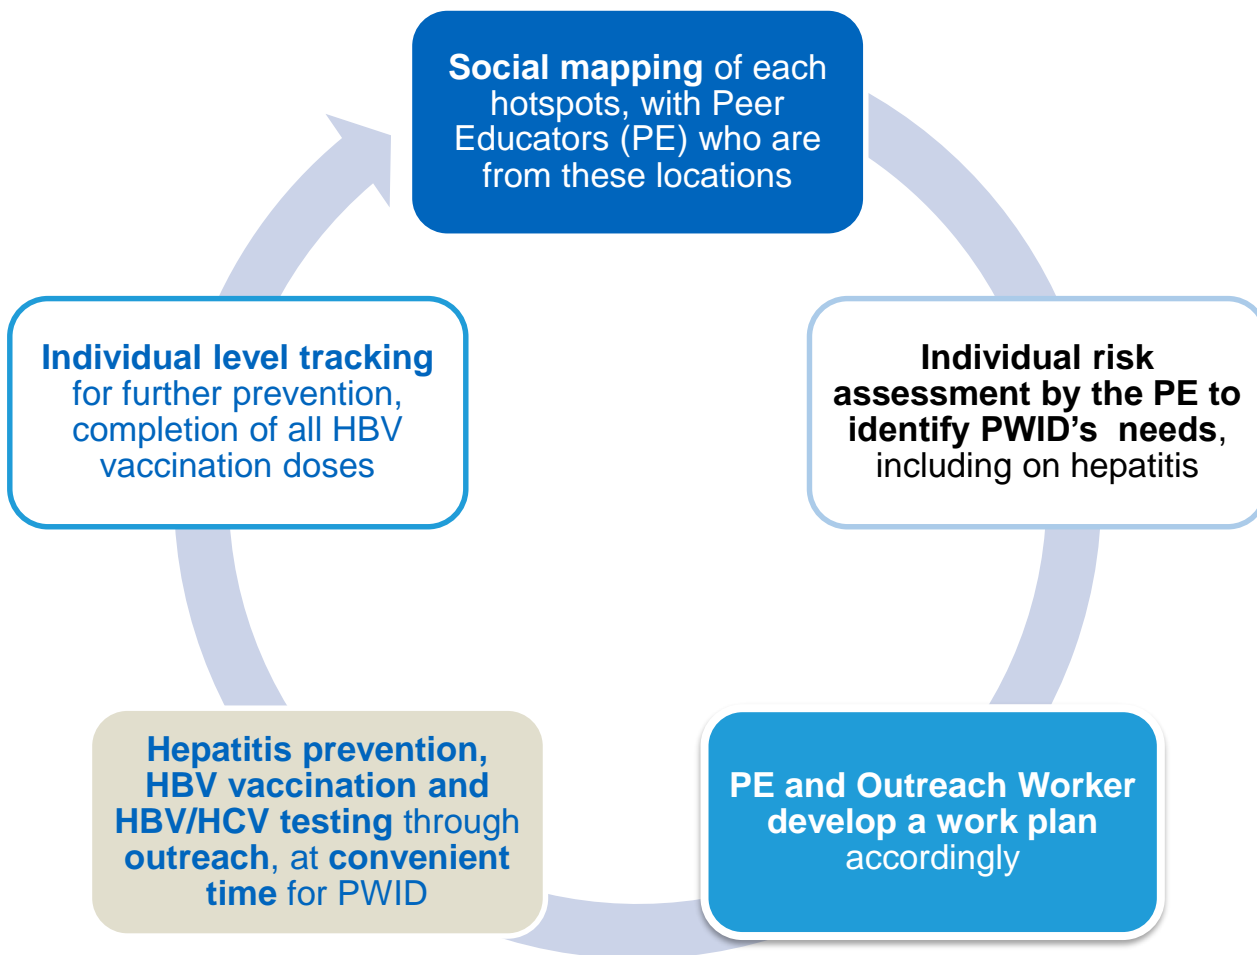 Social mapping of each
hotspots, with Peer
Educators (PE) who are
from these locations
Individual risk
assessment by the PE to
identify PWID’s  needs,
including on hepatitis
PE and Outreach Worker
develop a work plan
accordingly
Hepatitis prevention,
HBV vaccination and
HBV/HCV testing through
outreach, at convenient
time for PWID
Individual level tracking
for further prevention,
completion of all HBV
vaccination doses